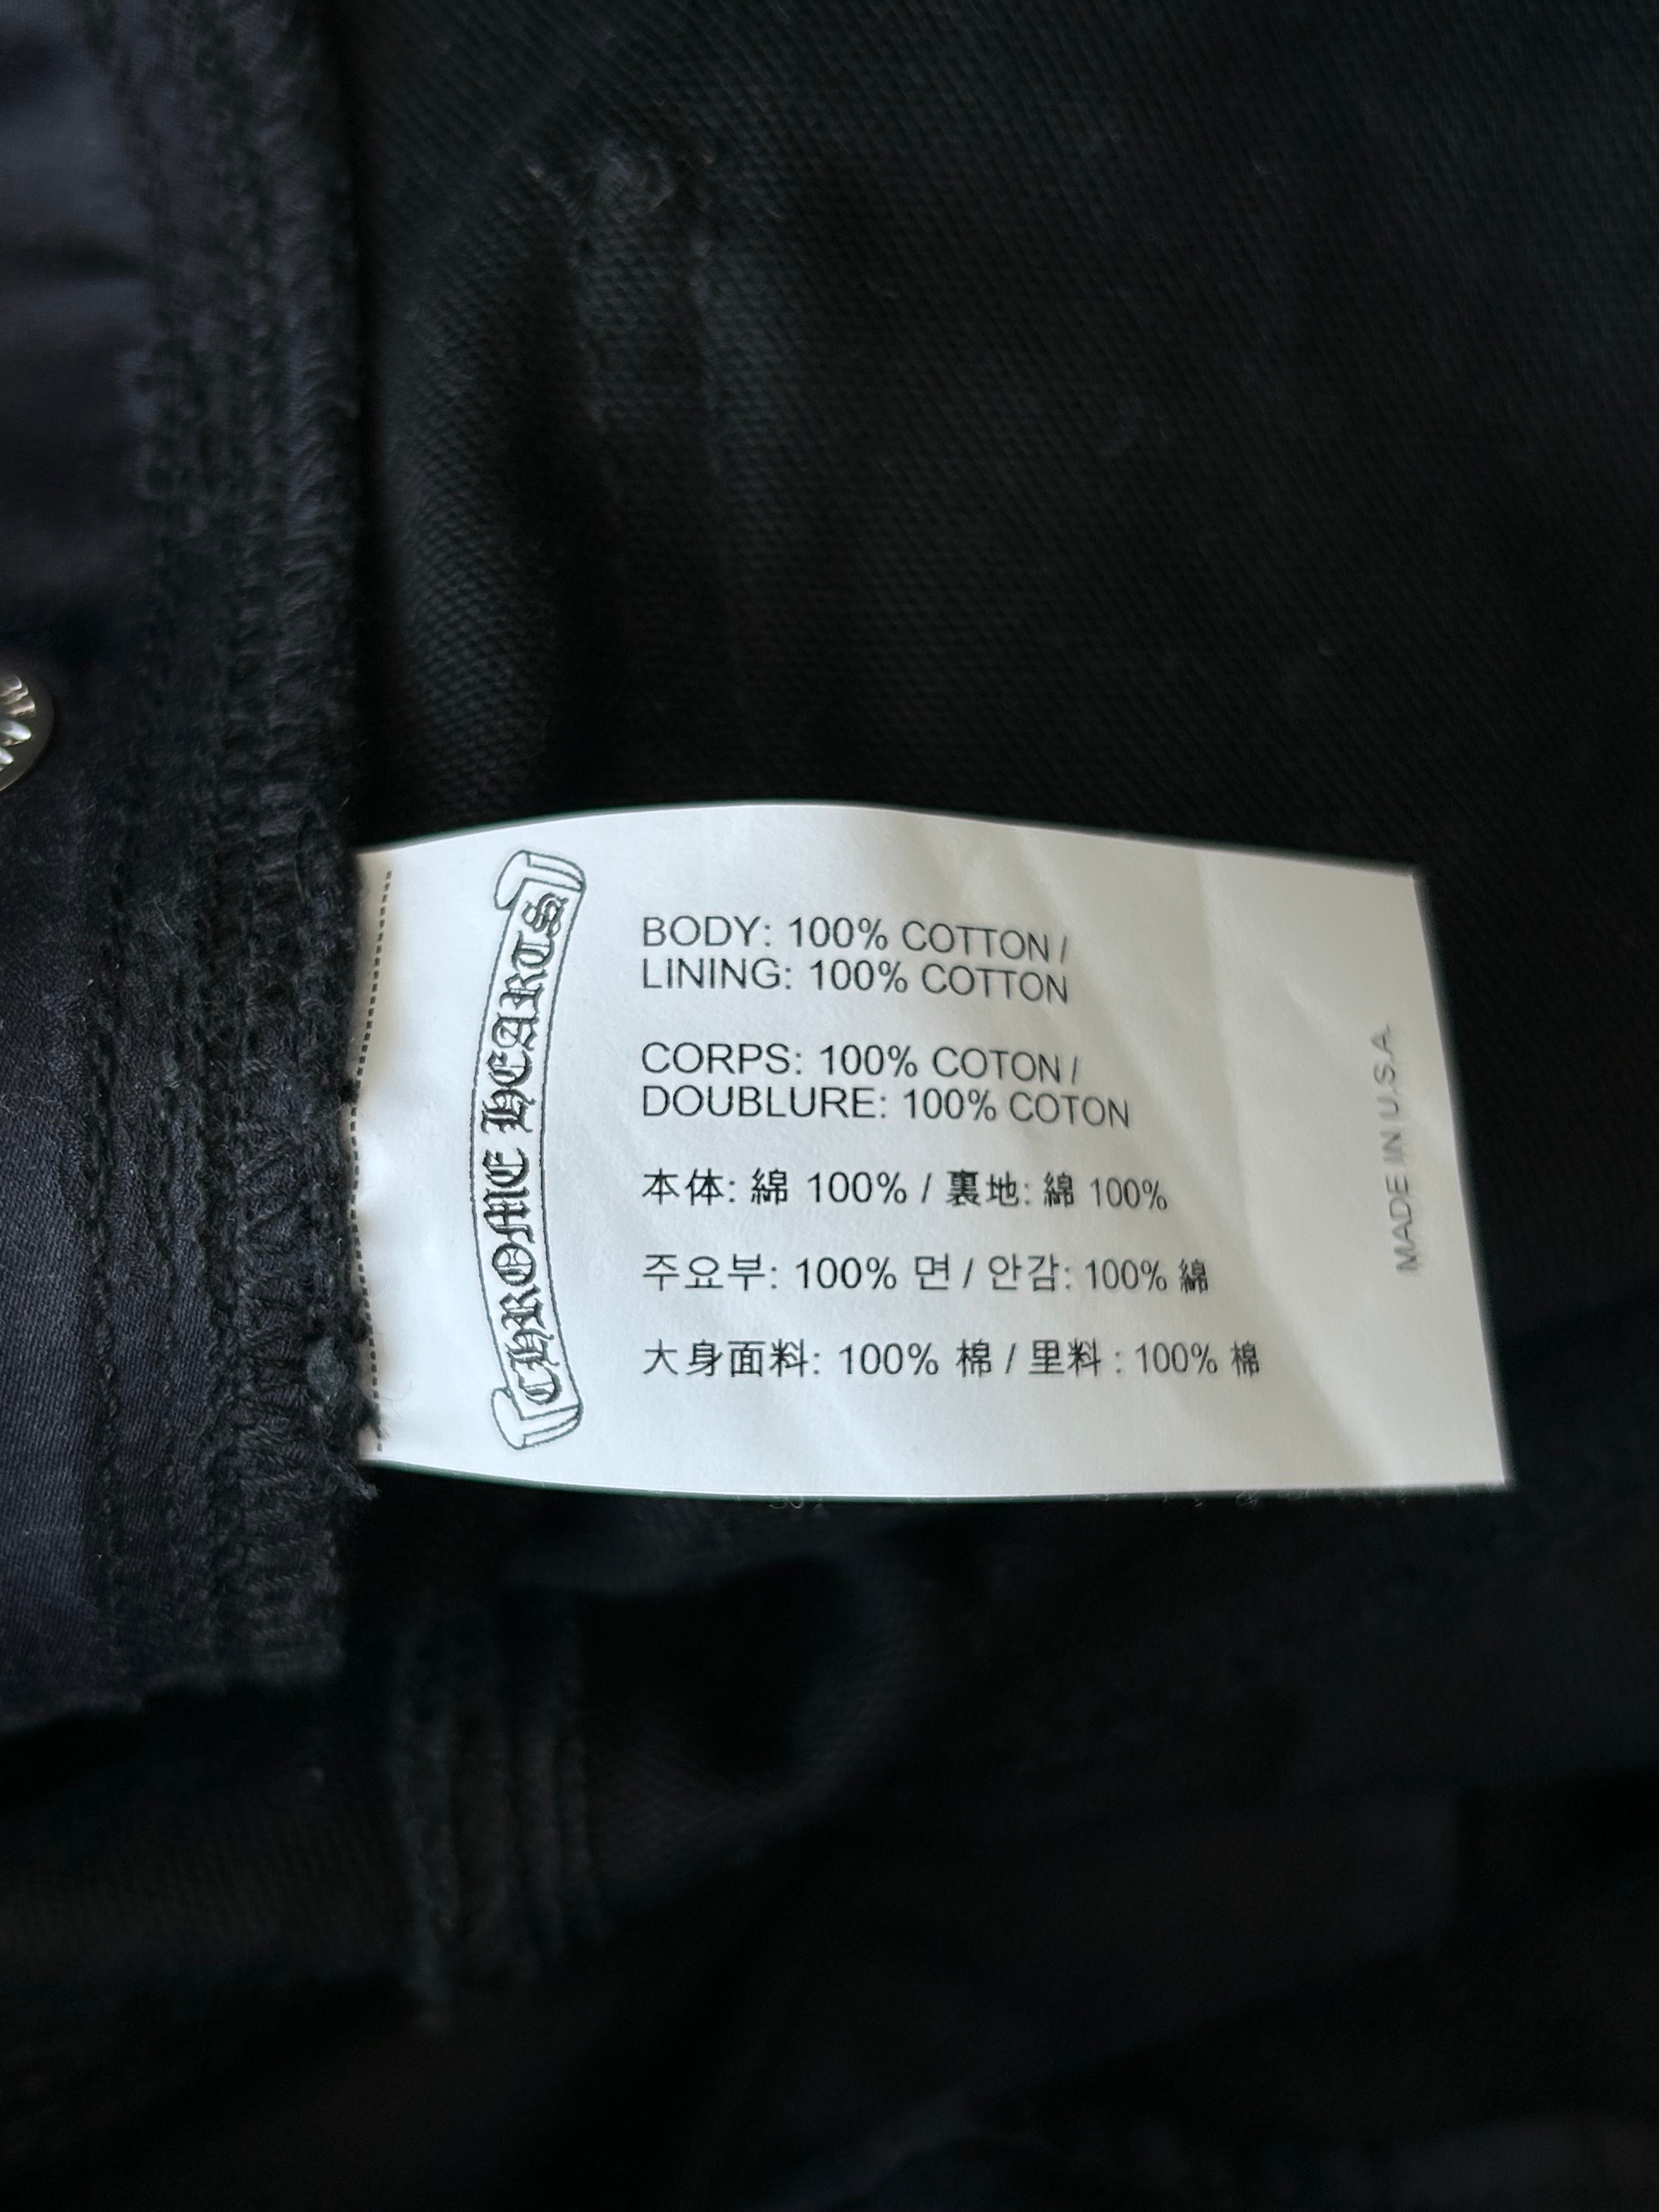 CHROME HEARTS
BODY: 100% COTTON /
LINING: 100% COTTON
CORPS: 100% COTON /
DOUBLURE: 100% COTON
本体: 綿 100% / 裏地: 綿 100%
주요부: 100% 면 / 안감: 100% 綿
大身面料: 100% 棉 / 里料 : 100% 棉
MADE IN U.S.A.